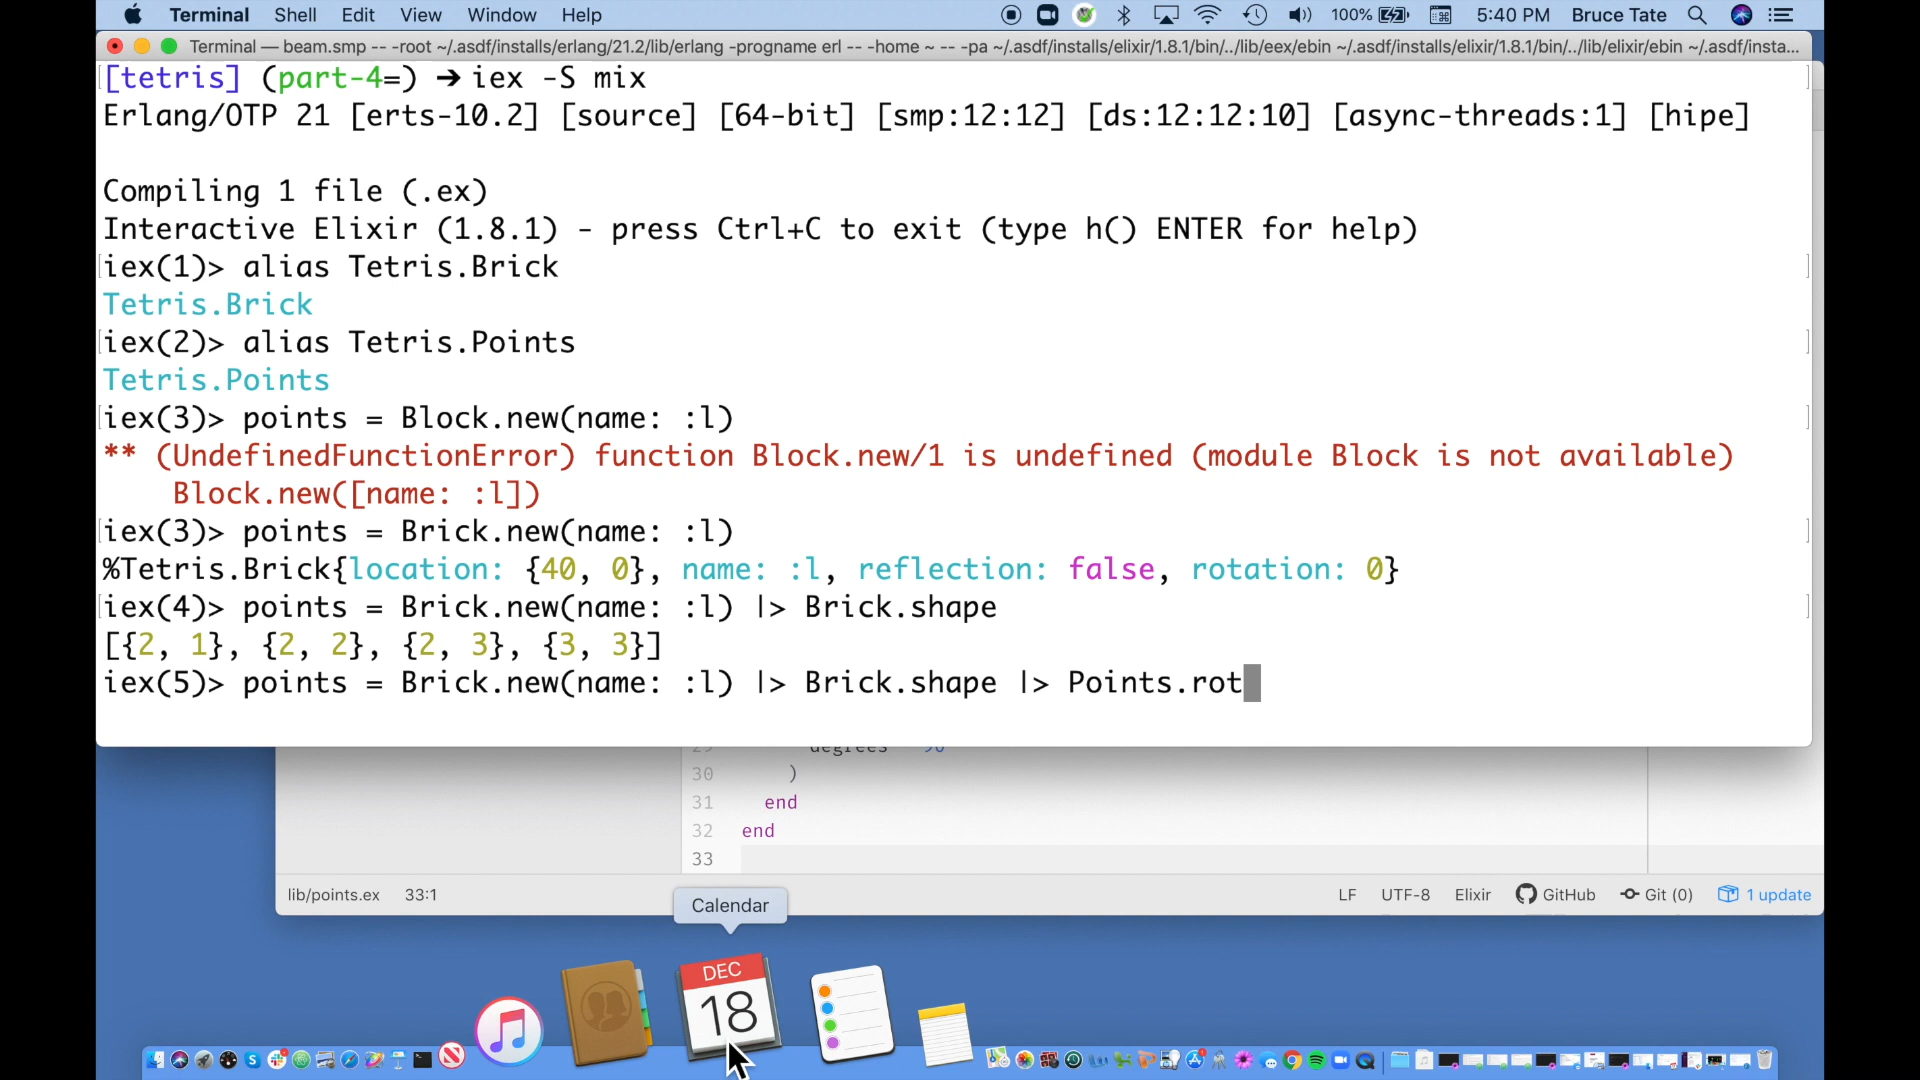 Terminal Shell Edit View Window Help 100% 5:40 PM Bruce Tate
Terminal — beam.smp -- -root ~/.asdf/installs/erlang/21.2/lib/erlang -progname erl -- -home ~ -- -pa ~/.asdf/installs/elixir/1.8.1/bin/../lib/eex/ebin ~/.asdf/installs/elixir/1.8.1/bin/../lib/elixir/ebin ~/.asdf/insta...
[tetris] (part-4=) ➔ iex -S mix
Erlang/OTP 21 [erts-10.2] [source] [64-bit] [smp:12:12] [ds:12:12:10] [async-threads:1] [hipe]
Compiling 1 file (.ex)
Interactive Elixir (1.8.1) - press Ctrl+C to exit (type h() ENTER for help)
iex(1)> alias Tetris.Brick
Tetris.Brick
iex(2)> alias Tetris.Points
Tetris.Points
iex(3)> points = Block.new(name: :l)
** (UndefinedFunctionError) function Block.new/1 is undefined (module Block is not available)
Block.new([name: :l])
iex(3)> points = Brick.new(name: :l)
%Tetris.Brick{location: {40, 0}, name: :l, reflection: false, rotation: 0}
iex(4)> points = Brick.new(name: :l) |> Brick.shape
[{2, 1}, {2, 2}, {2, 3}, {3, 3}]
iex(5)> points = Brick.new(name: :l) |> Brick.shape |> Points.rot
29 degrees 90
30 )
31 end
32 end
33
lib/points.ex 33:1 LF UTF-8 Elixir GitHub Git (0) 1 update
Calendar
DEC
18